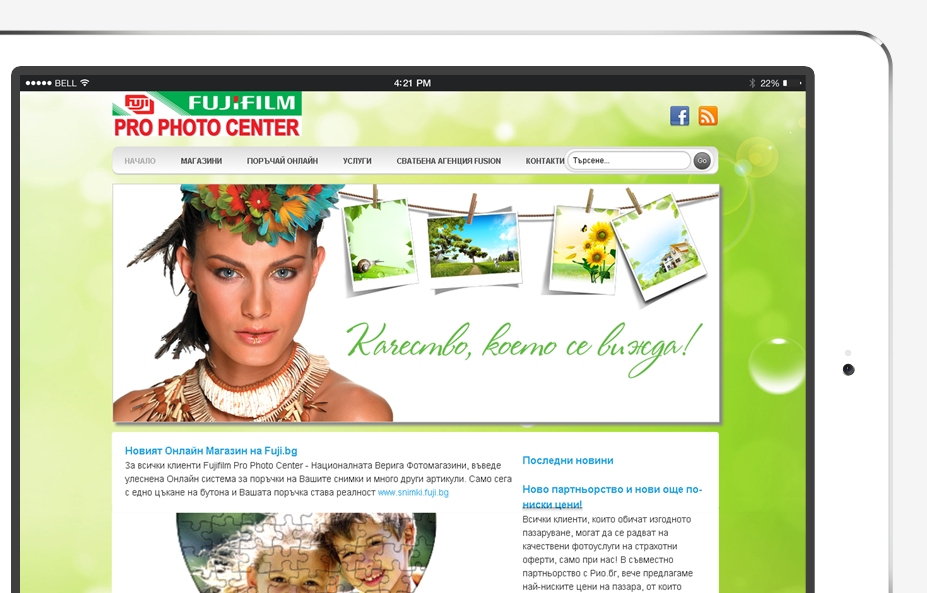 BELL
4:21 PM
22%
Fuji
FUJIFILM
PRO PHOTO CENTER
НАЧАЛО
МАГАЗИНИ
ПОРЪЧАЙ ОНЛАЙН
УСЛУГИ
СВАТБЕНА АГЕНЦИЯ FUSION
КОНТАКТИ
Търсене...
Go
Качество, което се вижда!
Новият Онлайн Магазин на Fuji.bg
За всички клиенти Fujifilm Pro Photo Center - Националната Верига Фотомагазини, въведе
улеснена Онлайн система за поръчки на Вашите снимки и много други артикули. Само сега
с едно цъкане на бутона и Вашата поръчка става реалност www.snimki.fuji.bg
Последни новини
Ново партньорство и нови още по-
ниски цени!
Всички клиенти, които обичат изгодното
пазаруване, могат да се радват на
качествени фотоуслуги на страхотни
оферти, само при нас! В съвместно
партньорство с Рио.бг, вече предлагаме
най-ниските цени на пазара, от които